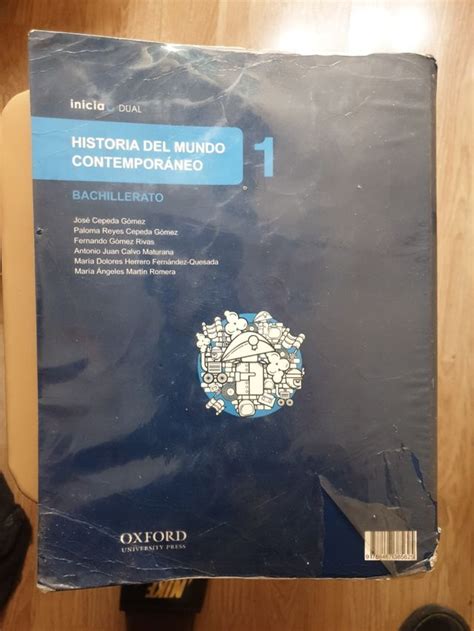 inicia DUAL
HISTORIA DEL MUNDO
CONTEMPORÁNEO
1
BACHILLERATO
José Cepeda Gómez
Paloma Reyes Cepeda Gómez
Fernando Gómez Rivas
Antonio Juan Calvo Maturana
María Dolores Herrero Fernández-Quesada
María Ángeles Martín Romera
OXFORD
UNIVERSITY PRESS
NIKE